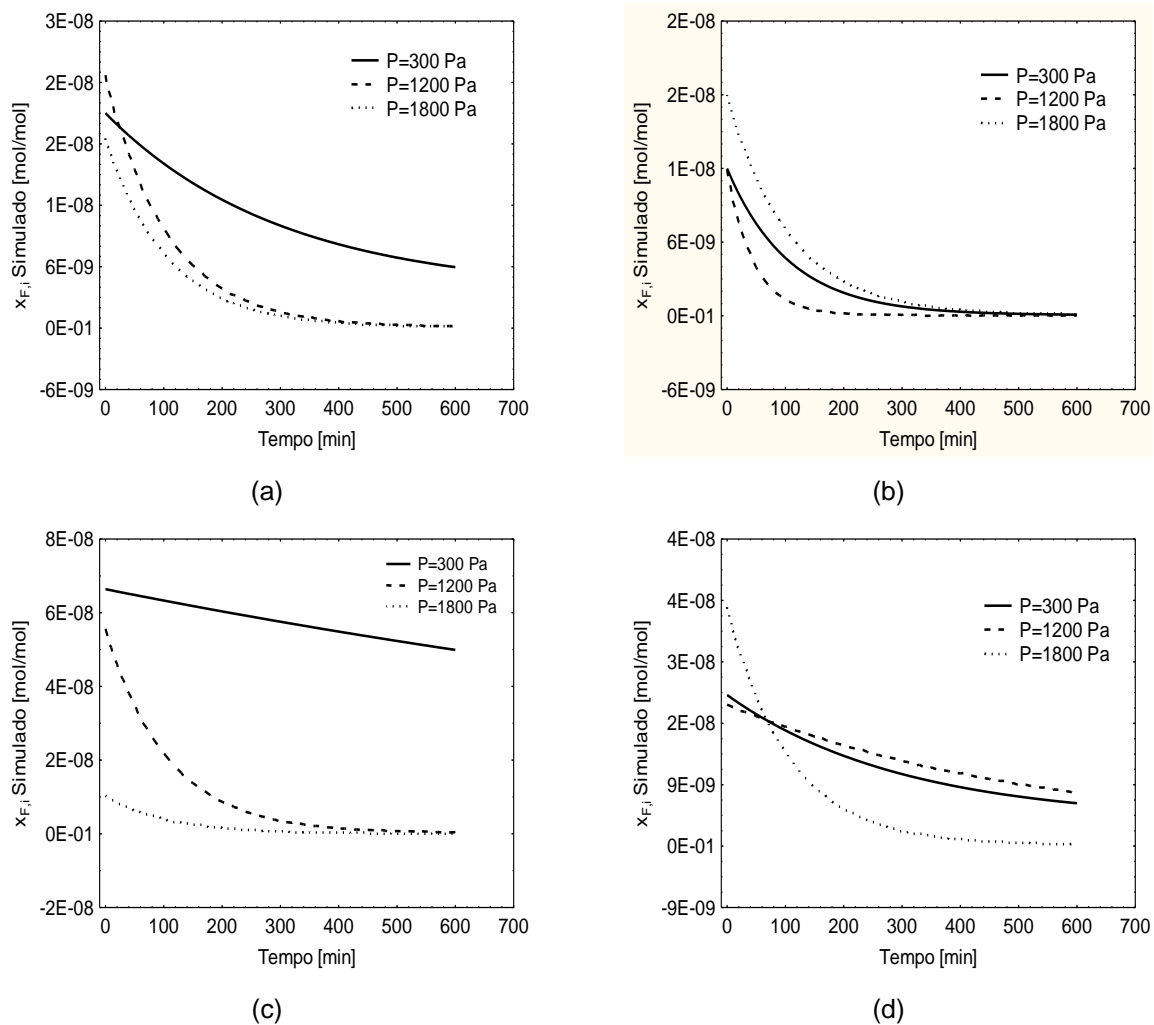 3E-08
2E-08
2E-08
1E-08
6E-09
0E-01
-6E-09
x_F,i Simulado [mol/mol]
P=300 Pa
P=1200 Pa
P=1800 Pa
0 100 200 300 400 500 600 700
Tempo [min]
(a)
2E-08
2E-08
1E-08
6E-09
0E-01
-6E-09
x_F,i Simulado [mol/mol]
P=300 Pa
P=1200 Pa
P=1800 Pa
0 100 200 300 400 500 600 700
Tempo [min]
(b)
8E-08
6E-08
4E-08
2E-08
0E-01
-2E-08
x_F,i Simulado [mol/mol]
P=300 Pa
P=1200 Pa
P=1800 Pa
0 100 200 300 400 500 600 700
Tempo [min]
(c)
4E-08
4E-08
3E-08
2E-08
9E-09
0E-01
-9E-09
x_F,i Simulado [mol/mol]
P=300 Pa
P=1200 Pa
P=1800 Pa
0 100 200 300 400 500 600 700
Tempo [min]
(d)